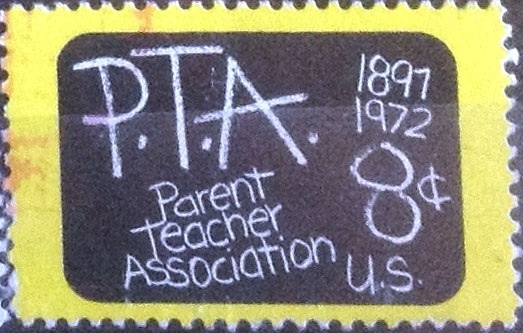 P.T.A.
1897
1972
8¢
Parent
teacher
Association
U.S.